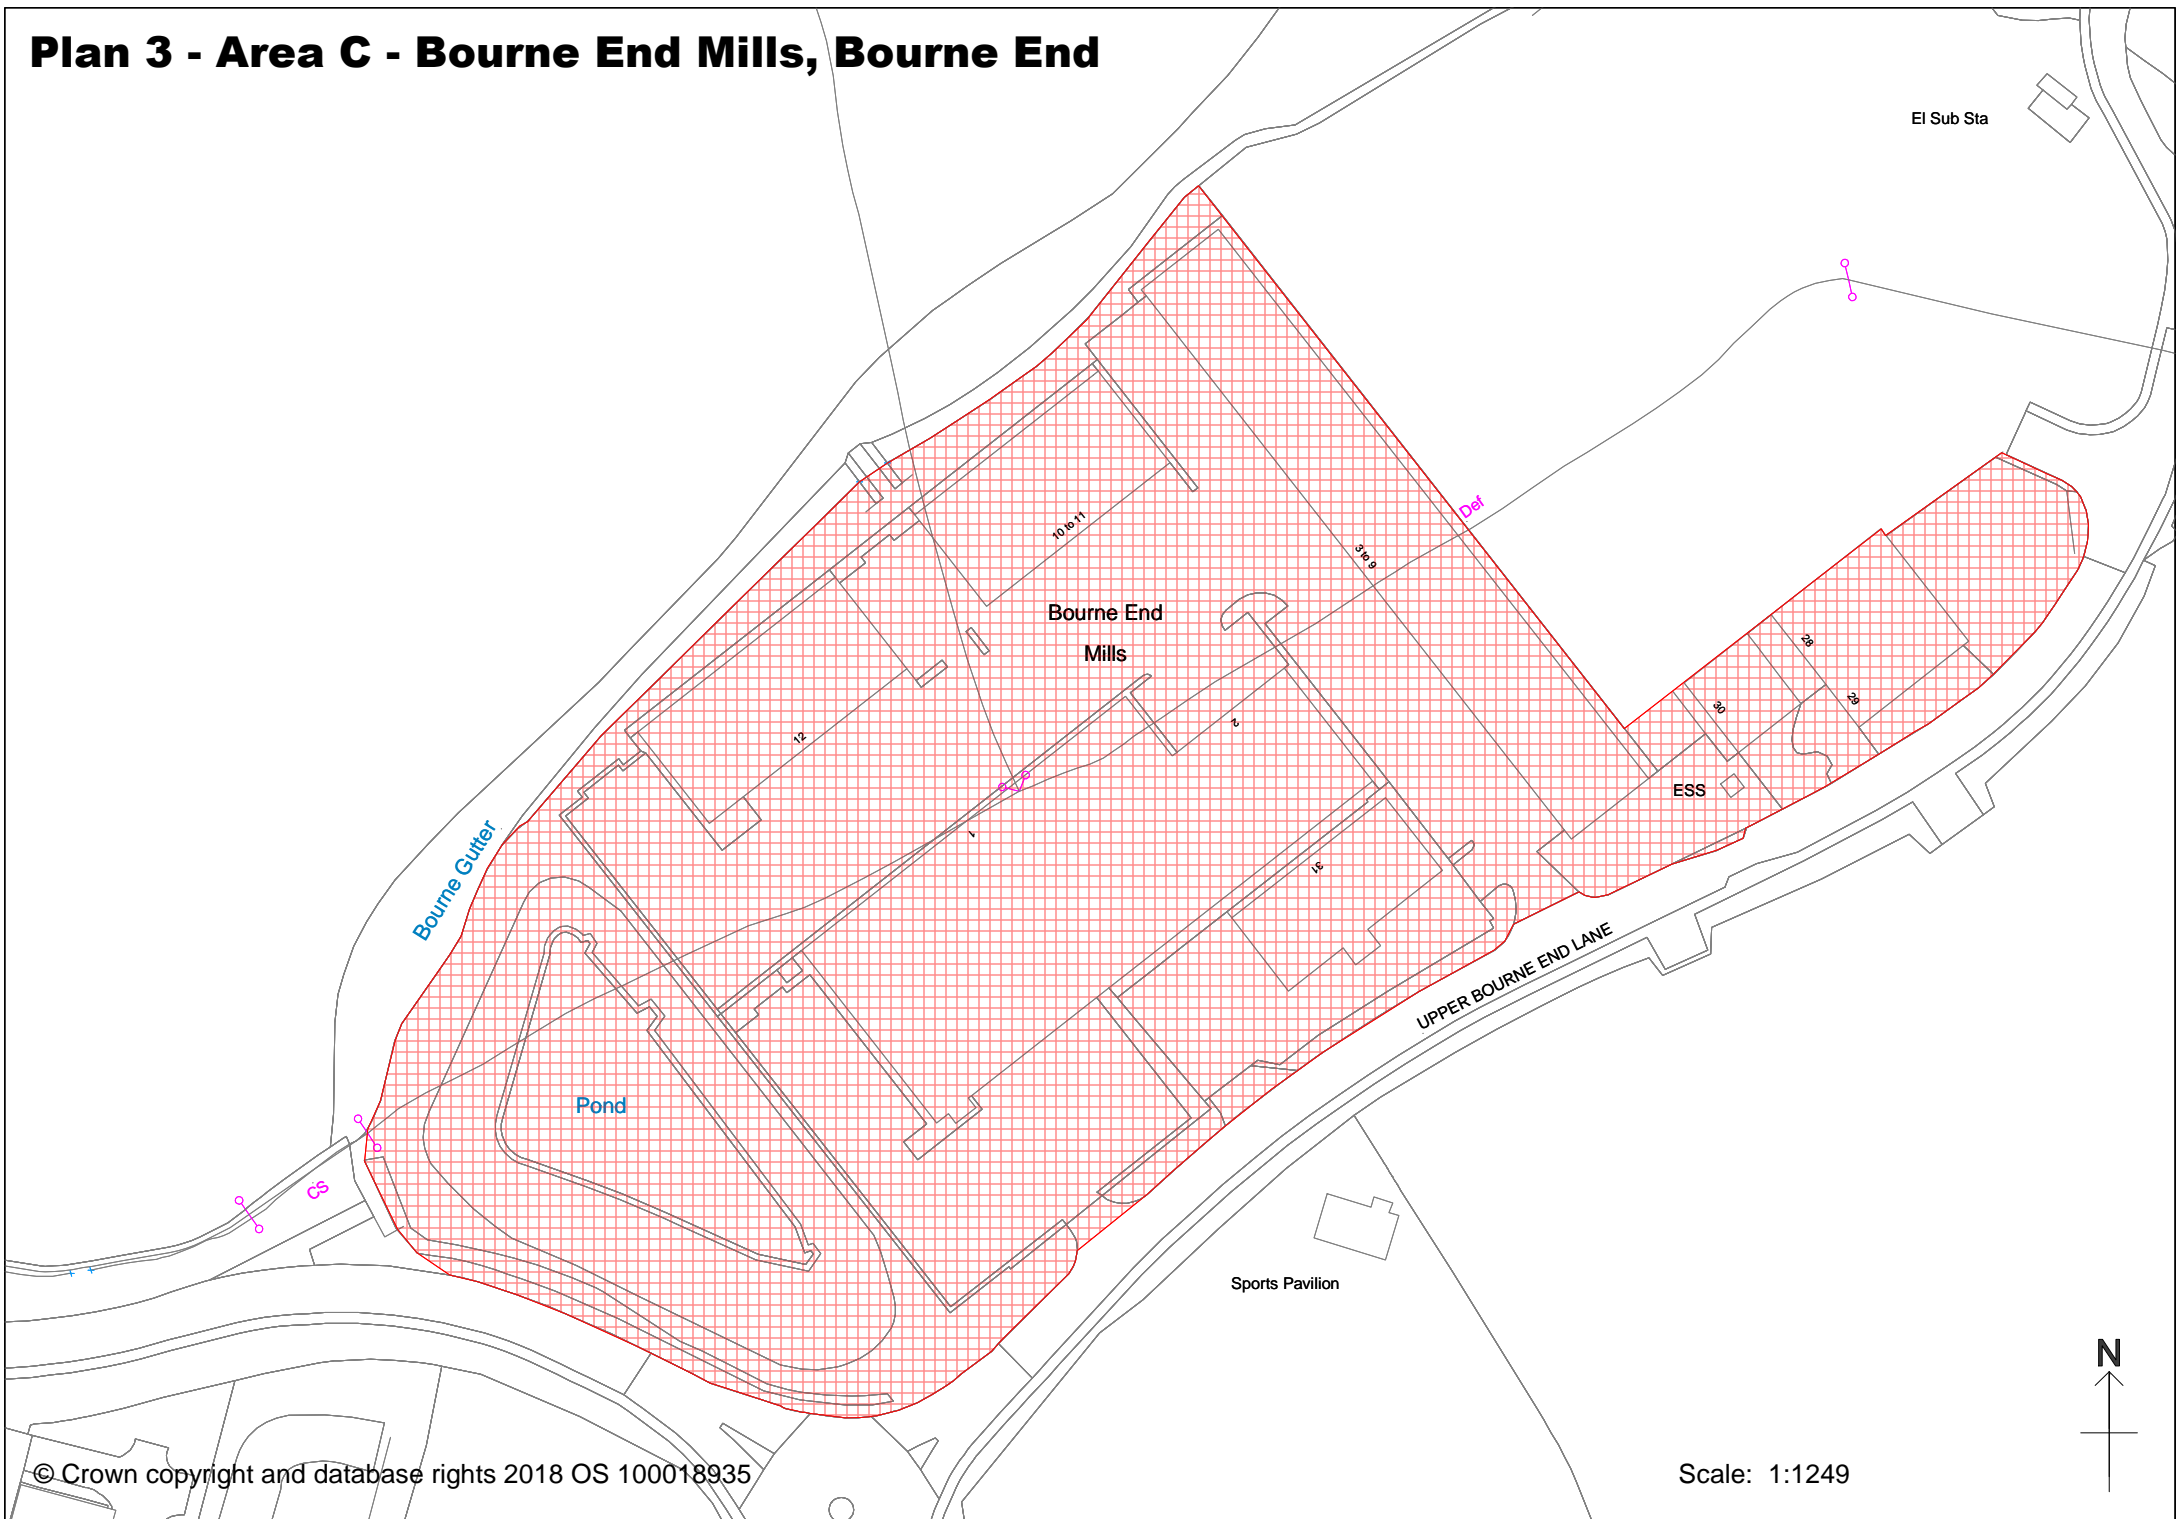 Plan 3 - Area C - Bourne End Mills, Bourne End
El Sub Sta
Def
10 to 11
3 to 9
Bourne End
Mills
28
29
30
2
12
ESS
1
31
Bourne Gutter
UPPER BOURNE END LANE
Pond
CS
Sports Pavilion
N
© Crown copyright and database rights 2018 OS 100018935
Scale: 1:1249